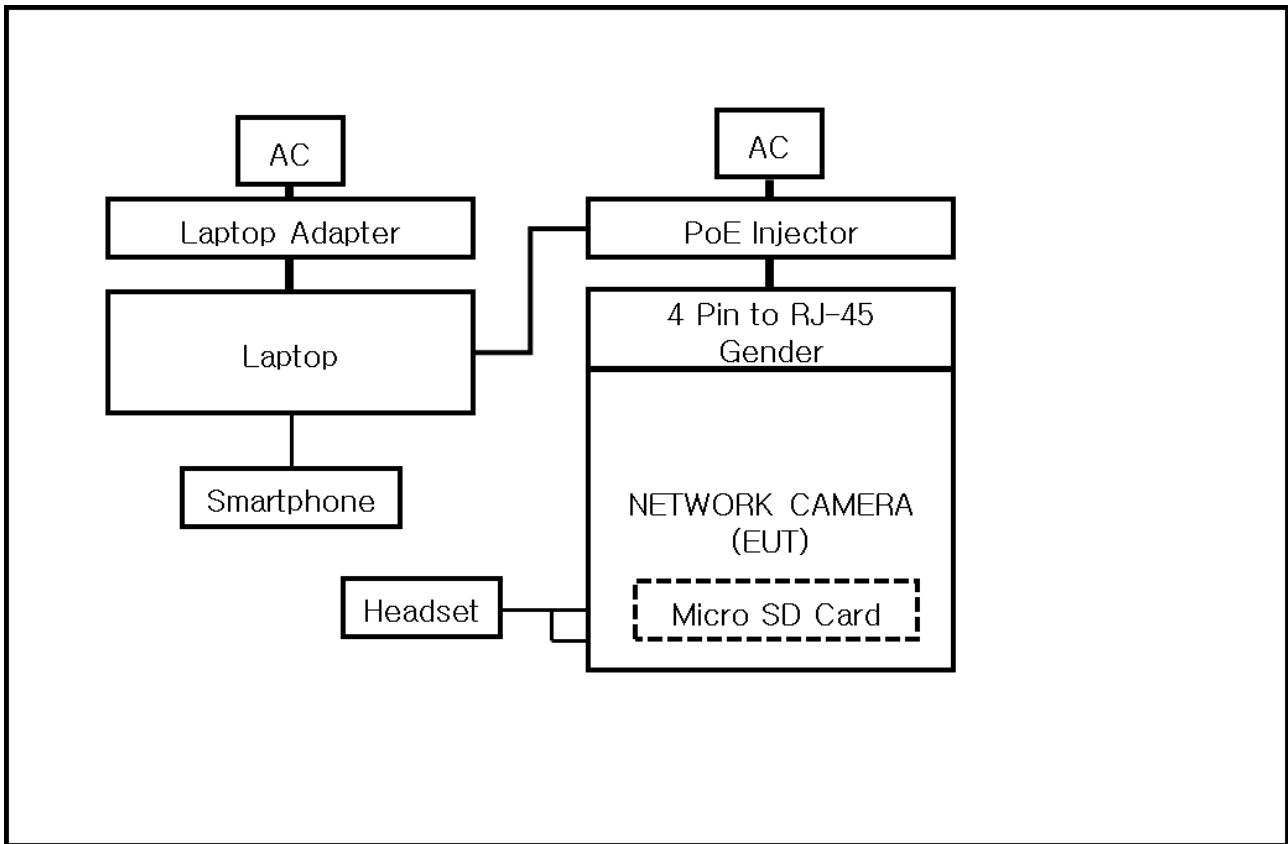 AC
Laptop Adapter
Laptop
Smartphone
AC
PoE Injector
4 Pin to RJ-45
Gender
NETWORK CAMERA
(EUT)
Micro SD Card
Headset